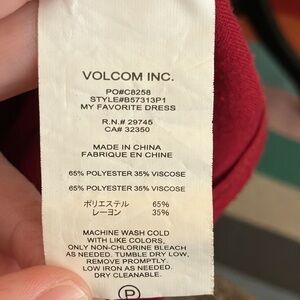 VOLCOM INC.
PO#C8258
STYLE#B57313P1
MY FAVORITE DRESS
R.N.# 29745
CA# 32350
MADE IN CHINA
FABRIQUE EN CHINE
65% POLYESTER 35% VISCOSE
65% POLYESTER 35% VISCOSE
ポリエステル 65%
レーヨン 35%
MACHINE WASH COLD
WITH LIKE COLORS,
ONLY NON-CHLORINE BLEACH
AS NEEDED. TUMBLE DRY LOW,
REMOVE PROMPTLY.
LOW IRON AS NEEDED.
DRY CLEANABLE.
P